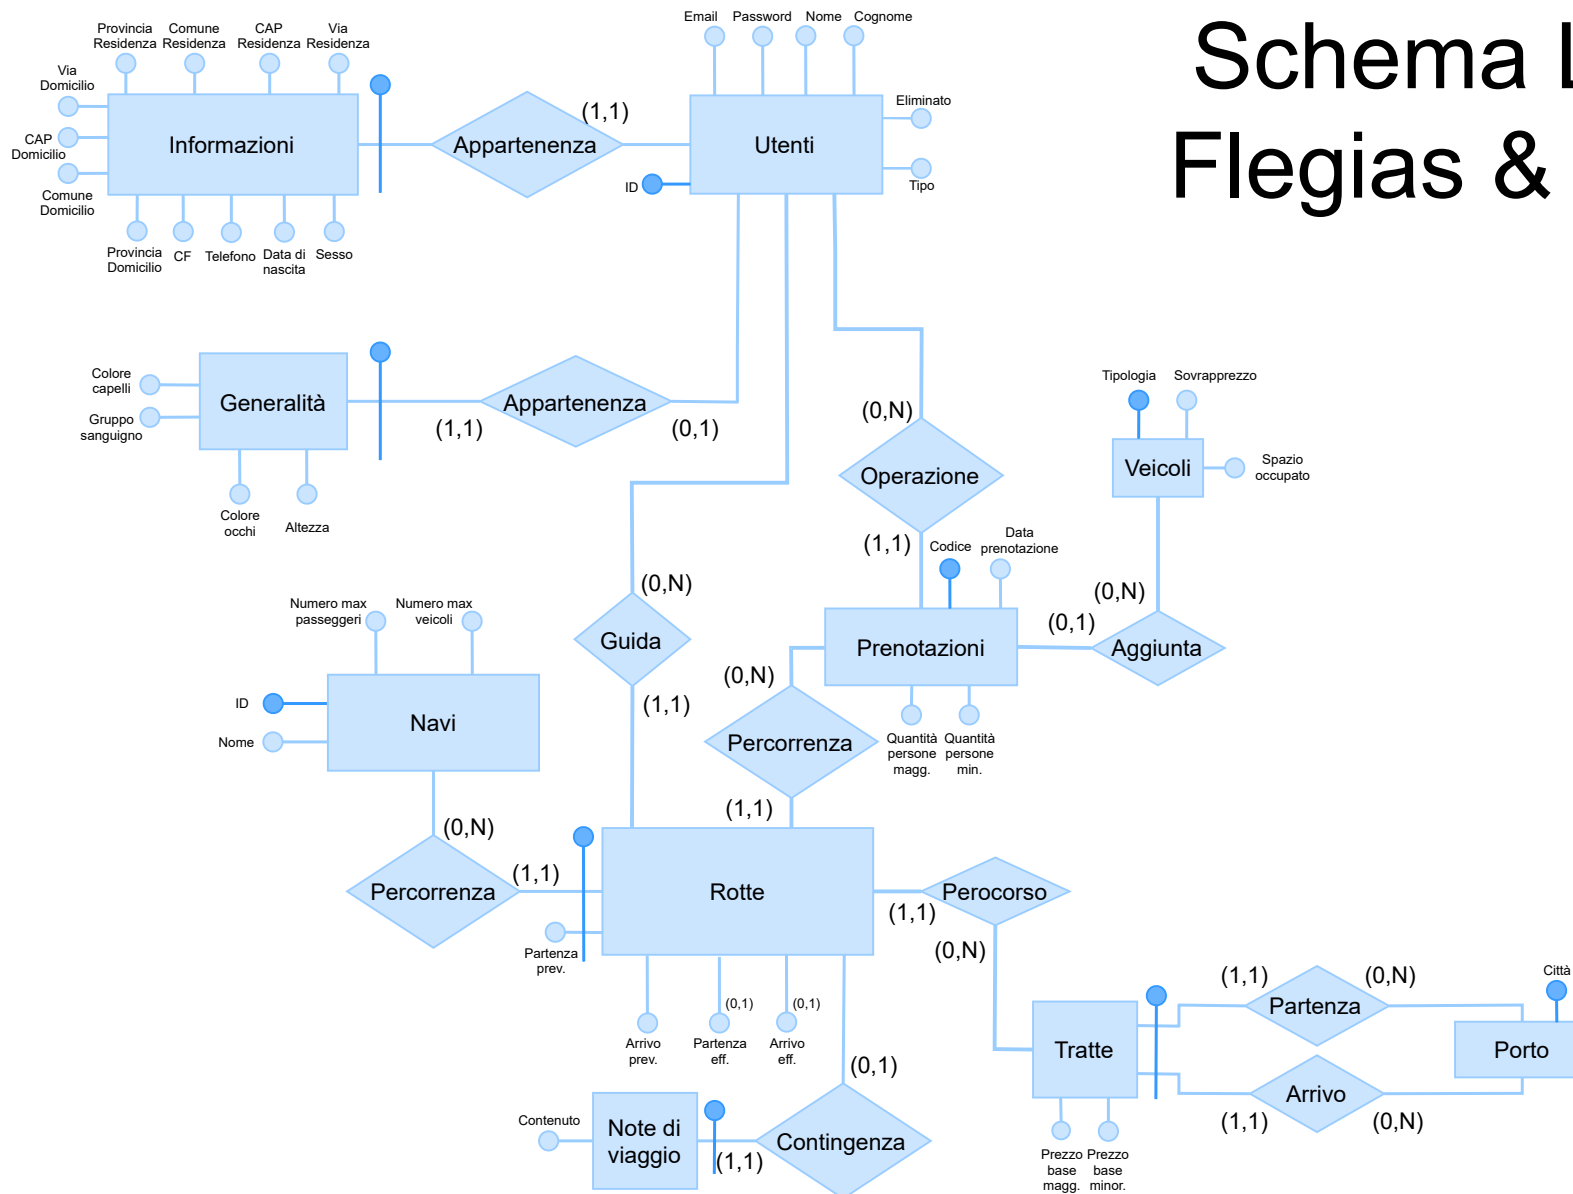 Schema L
Flegias &
Provincia
Residenza
Comune
Residenza
CAP
Residenza
Via
Residenza
Via
Domicilio
CAP
Domicilio
Comune
Domicilio
Informazioni
Provincia
Domicilio
CF
Telefono
Data di
nascita
Sesso
Appartenenza
(1,1)
Email
Password
Nome
Cognome
Utenti
Eliminato
Tipo
ID
Colore
capelli
Gruppo
sanguigno
Generalità
Colore
occhi
Altezza
(1,1)
Appartenenza
(0,1)
(0,N)
Operazione
(1,1)
Tipologia
Sovrapprezzo
Veicoli
Spazio
occupato
Codice
Data
prenotazione
(0,N)
(0,1)
Aggiunta
Prenotazioni
Quantità
persone
magg.
Quantità
persone
min.
(0,N)
Guida
(1,1)
(0,N)
Percorrenza
(1,1)
Numero max
passeggeri
Numero max
veicoli
ID
Nome
Navi
(0,N)
Percorrenza
(1,1)
Rotte
Partenza
prev.
Arrivo
prev.
(0,1)
Partenza
eff.
(0,1)
Arrivo
eff.
(1,1)
Perocorso
(0,N)
(0,1)
Contingenza
(1,1)
Note di
viaggio
Contenuto
Tratte
Prezzo
base
magg.
Prezzo
base
minor.
(1,1)
Partenza
(0,N)
(1,1)
Arrivo
(0,N)
Città
Porto